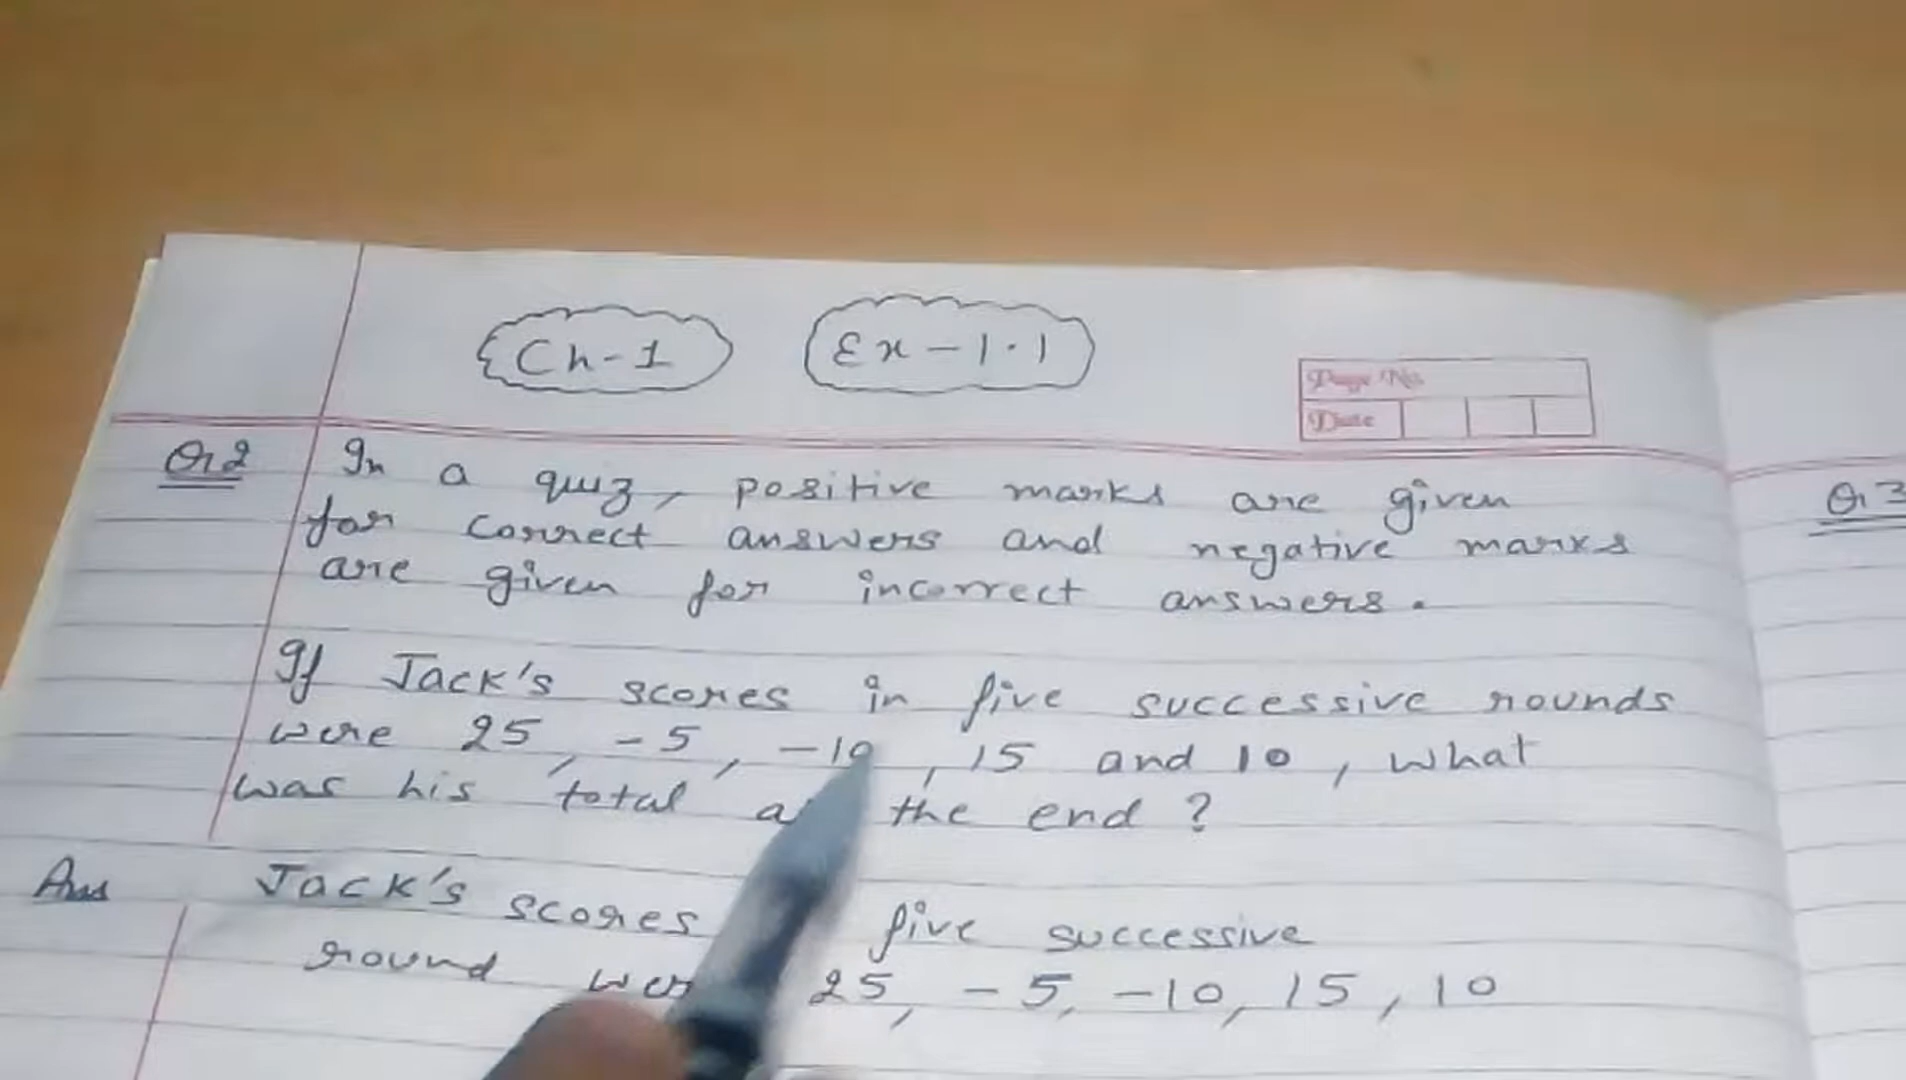 Ch-1 Ex-1.1
Page No.
Date
Q.2 In a quiz, positive marks are given
for correct answers and negative marks
are given for incorrect answers.
If Jack's scores in five successive rounds
were 25, -5, -10, 15 and 10, what
was his total the end?
Ans Jack's scores five successive
round 25, -5, -10, 15, 10
Q.3